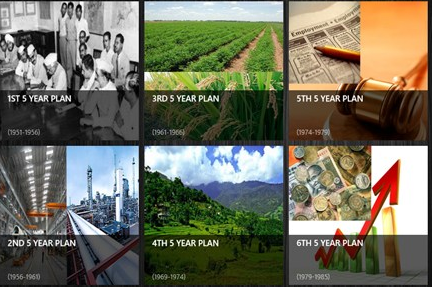 1ST 5 YEAR PLAN
(1951-1956)
3RD 5 YEAR PLAN
(1961-1966)
Employment
5TH 5 YEAR PLAN
(1974-1979)
2ND 5 YEAR PLAN
(1956-1961)
4TH 5 YEAR PLAN
(1969-1974)
6TH 5 YEAR PLAN
(1979-1985)